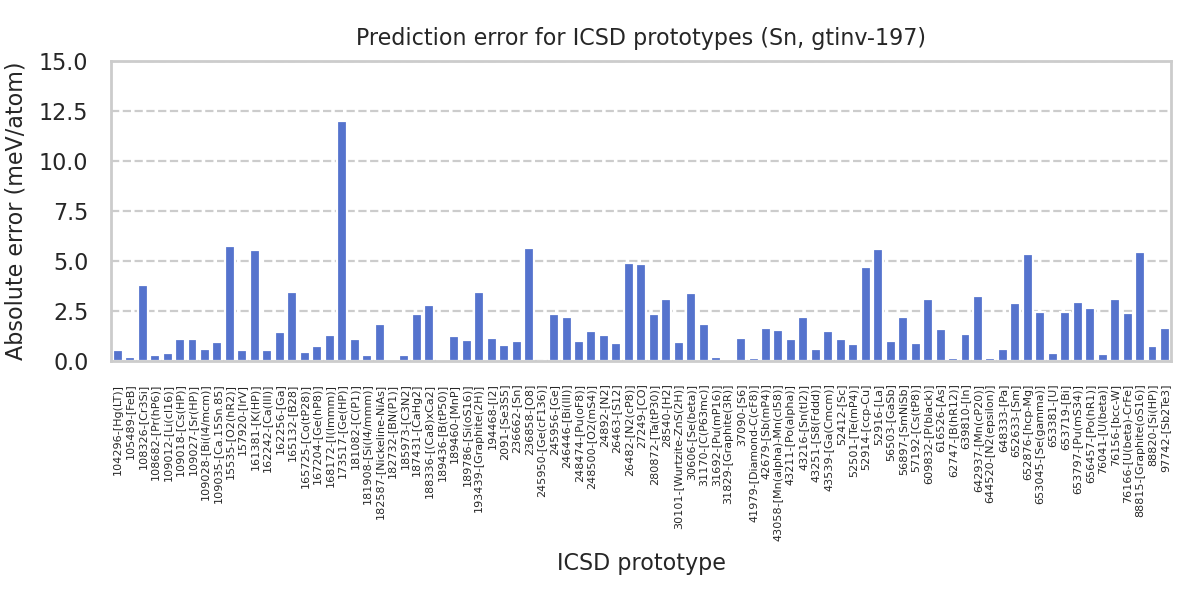 Prediction error for ICSD prototypes (Sn, gtinv-197)
Absolute error (meV/atom)
15.0
12.5
10.0
7.5
5.0
2.5
0.0
104296-[Hg(LT)]
105489-[FeB]
108326-[Cr3Si]
108682-[Pr(hP6)]
109012-[Li(cI16)]
109018-[Cs(HP)]
109027-[Sr(HP)]
109028-[Bi(I4/mcm)]
109035-[Ca.15Sn.85]
15535-[O2(hR2)]
157920-[IrV]
161381-[K(HP)]
162242-[Ca(III)]
162256-[Ga]
165132-[B28]
165725-[Co(tP28)]
167204-[Ge(hP8)]
168172-[I(Immm)]
173517-[Ge(HP)]
181082-[C(P1)]
181908-[Si(I4/mmm)]
182587-[Nickeline-NiAs]
182732-[BN(P1)]
185973-[C3N2]
187431-[CaHg2]
188336-[(Ca8)xCa2]
189436-[B(tP50)]
189460-[MnP]
189786-[Si(oS16)]
193439-[Graphite(2H)]
194468-[I2]
2091-[Se3S5]
236662-[Sn]
236858-[O8]
245950-[Ge(cF136)]
245956-[Ge]
246446-[Bi(III)]
248474-[Pu(oF8)]
248500-[O2(mS4)]
24892-[N2]
26463-[S12]
26482-[N2(cP8)]
27249-[CO]
280872-[Ta(tP30)]
28540-[H2]
30101-[Wurtzite-ZnS(2H)]
30606-[Se(beta)]
31170-[C(P63mc)]
31692-[Pu(mP16)]
31829-[Graphite(3R)]
37090-[S6]
41979-[Diamond-C(cF8)]
42679-[Sb(mP4)]
43058-[Mn(alpha)-Mn(cI58)]
43211-[Po(alpha)]
43216-[Sn(tI2)]
43251-[S8(Fddd)]
43539-[Ga(Cmcm)]
52412-[Sc]
52501-[Te(mP4)]
52914-[ccp-Cu]
52916-[La]
56503-[GaSb]
56897-[SmNiSb]
57192-[Cs(tP8)]
609832-[P(black)]
616526-[As]
62747-[B(hR12)]
639810-[In]
642937-[Mn(cP20)]
644520-[N2(epsilon)]
648333-[Pa]
652633-[Sm]
652876-[hcp-Mg]
653045-[Se(gamma)]
653381-[U]
653719-[Bi]
653797-[Pu(mS34)]
656457-[Po(hR1)]
76041-[U(beta)]
76156-[bcc-W]
76166-[U(beta)-CrFe]
88815-[Graphite(oS16)]
88820-[Si(HP)]
97742-[Sb2Te3]
ICSD prototype